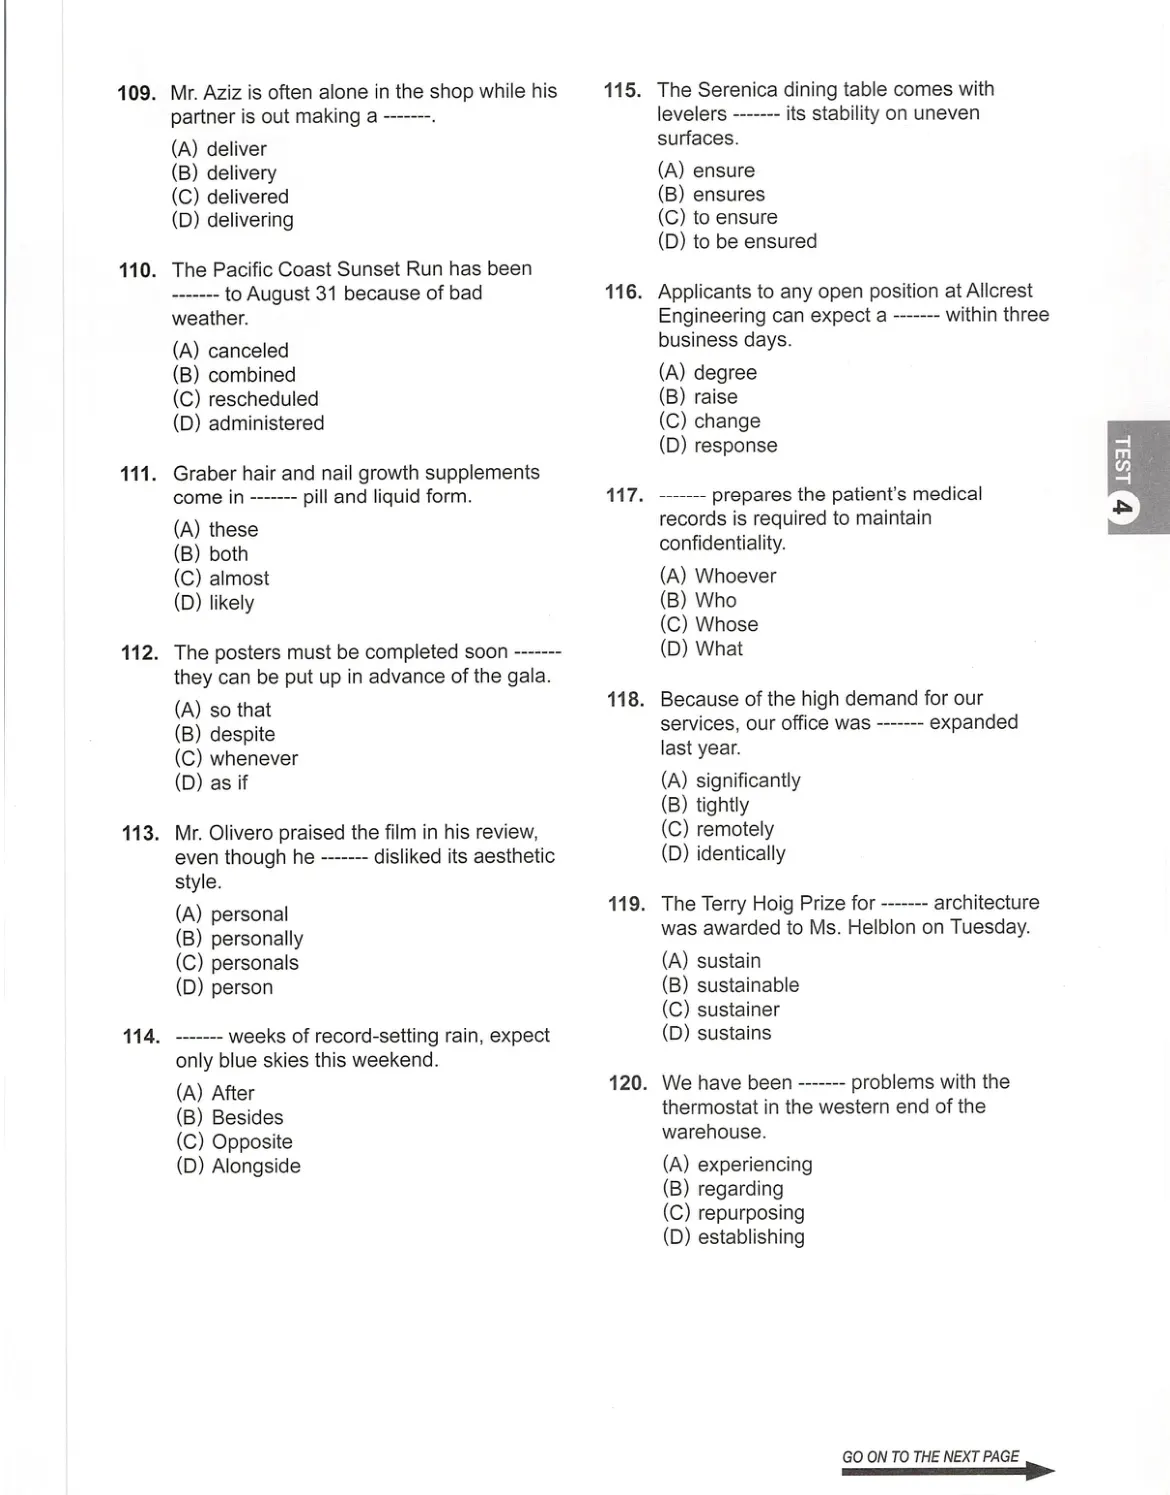 109. Mr. Aziz is often alone in the shop while his
partner is out making a -------.
(A) deliver
(B) delivery
(C) delivered
(D) delivering
110. The Pacific Coast Sunset Run has been
------- to August 31 because of bad
weather.
(A) canceled
(B) combined
(C) rescheduled
(D) administered
111. Graber hair and nail growth supplements
come in ------- pill and liquid form.
(A) these
(B) both
(C) almost
(D) likely
112. The posters must be completed soon -------
they can be put up in advance of the gala.
(A) so that
(B) despite
(C) whenever
(D) as if
113. Mr. Olivero praised the film in his review,
even though he ------- disliked its aesthetic
style.
(A) personal
(B) personally
(C) personals
(D) person
114. ------- weeks of record-setting rain, expect
only blue skies this weekend.
(A) After
(B) Besides
(C) Opposite
(D) Alongside
115. The Serenica dining table comes with
levelers ------- its stability on uneven
surfaces.
(A) ensure
(B) ensures
(C) to ensure
(D) to be ensured
116. Applicants to any open position at Allcrest
Engineering can expect a ------- within three
business days.
(A) degree
(B) raise
(C) change
(D) response
117. ------- prepares the patient's medical
records is required to maintain
confidentiality.
(A) Whoever
(B) Who
(C) Whose
(D) What
118. Because of the high demand for our
services, our office was ------- expanded
last year.
(A) significantly
(B) tightly
(C) remotely
(D) identically
119. The Terry Hoig Prize for ------- architecture
was awarded to Ms. Helblon on Tuesday.
(A) sustain
(B) sustainable
(C) sustainer
(D) sustains
120. We have been ------- problems with the
thermostat in the western end of the
warehouse.
(A) experiencing
(B) regarding
(C) repurposing
(D) establishing
TEST 4
GO ON TO THE NEXT PAGE